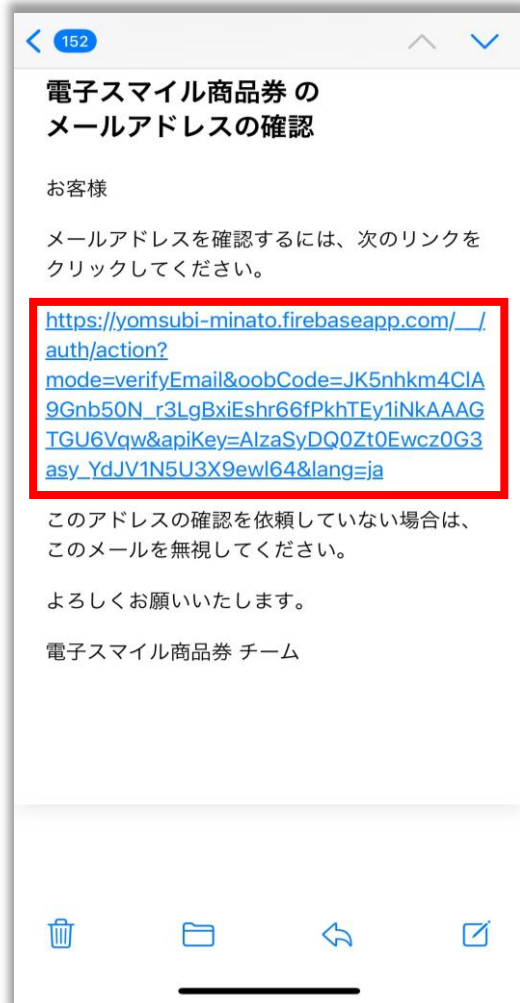 152
電子スマイル商品券 の
メールアドレスの確認
お客様
メールアドレスを確認するには、次のリンクを
クリックしてください。
https://yomsubi-minato.firebaseapp.com/__/
auth/action?
mode=verifyEmail&oobCode=JK5nhkm4ClA
9Gnb50N_r3LgBxiEshr66fPkhTEy1iNkAAAG
TGU6Vqw&apiKey=AIzaSyDQ0Zt0Ewcz0G3
asy_YdJV1N5U3X9ewl64&lang=ja
このアドレスの確認を依頼していない場合は、
このメールを無視してください。
よろしくお願いいたします。
電子スマイル商品券 チーム